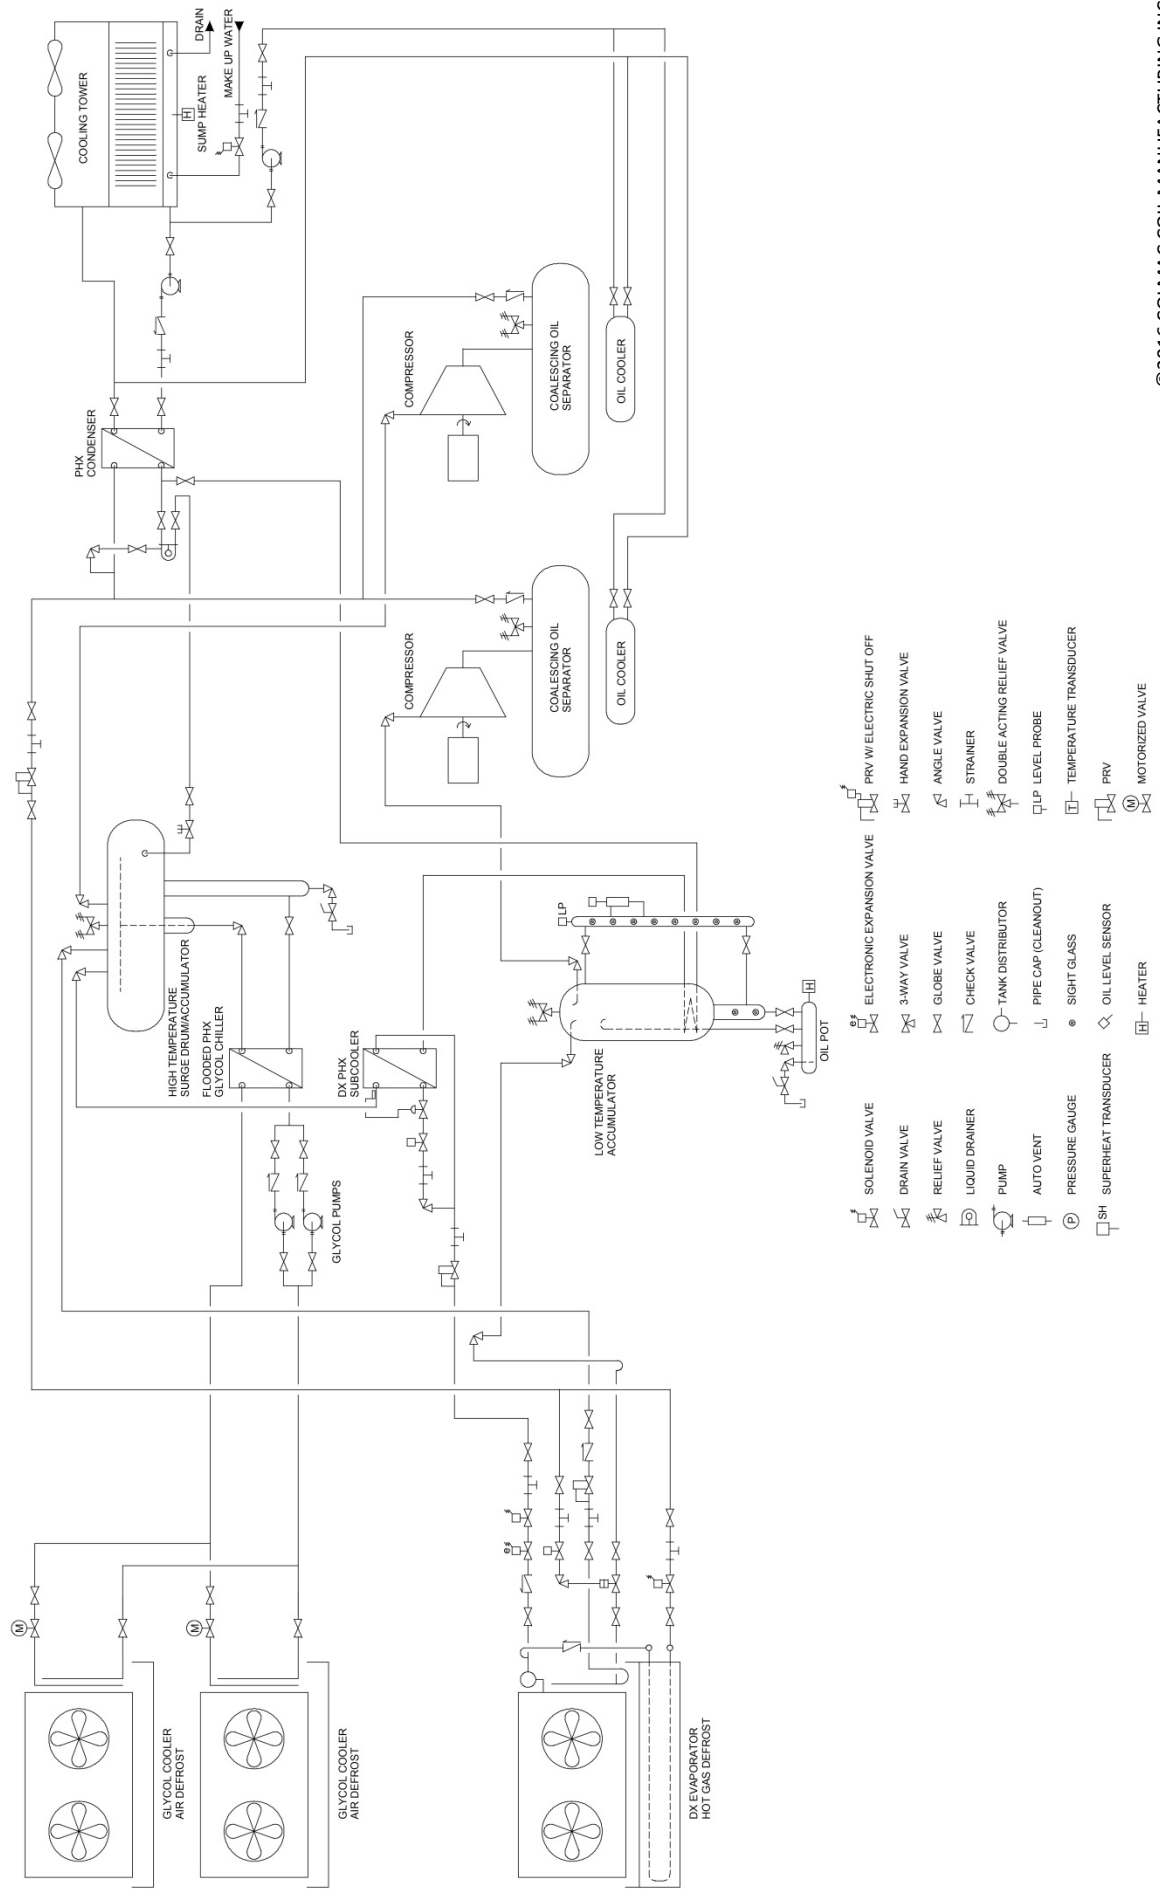 GLYCOL COOLER
AIR DEFROST
GLYCOL COOLER
AIR DEFROST
DX EVAPORATOR
HOT GAS DEFROST
M
M
e
GLYCOL PUMPS
HIGH TEMPERATURE
SURGE DRUM/ACCUMULATOR
FLOODED PHX
GLYCOL CHILLER
DX PHX
SUBCOOLER
LOW TEMPERATURE
ACCUMULATOR
LP
OIL POT
H
COMPRESSOR
COALESCING OIL
SEPARATOR
OIL COOLER
COMPRESSOR
COALESCING OIL
SEPARATOR
OIL COOLER
PHX
CONDENSER
COOLING TOWER
H
SUMP HEATER
DRAIN
MAKE UP WATER
SOLENOID VALVE
e ELECTRONIC EXPANSION VALVE
PRV W/ ELECTRIC SHUT OFF
DRAIN VALVE
3-WAY VALVE
HAND EXPANSION VALVE
RELIEF VALVE
GLOBE VALVE
ANGLE VALVE
LIQUID DRAINER
CHECK VALVE
STRAINER
PUMP
TANK DISTRIBUTOR
DOUBLE ACTING RELIEF VALVE
AUTO VENT
PIPE CAP (CLEANOUT)
LP LEVEL PROBE
P PRESSURE GAUGE
SIGHT GLASS
T TEMPERATURE TRANSDUCER
SH SUPERHEAT TRANSDUCER
OIL LEVEL SENSOR
PRV
H HEATER
M MOTORIZED VALVE
©2016 COLMAC COIL MANUFACTURING INC